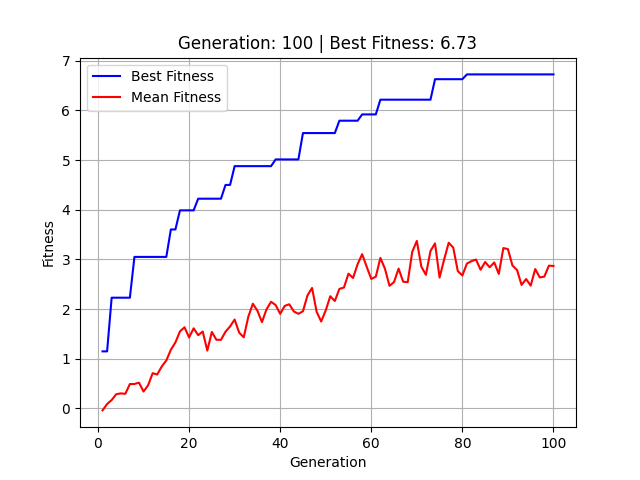 Generation: 100 | Best Fitness: 6.73
Best Fitness
Mean Fitness
7
6
5
4
3
2
1
0
Fitness
0 20 40 60 80 100
Generation